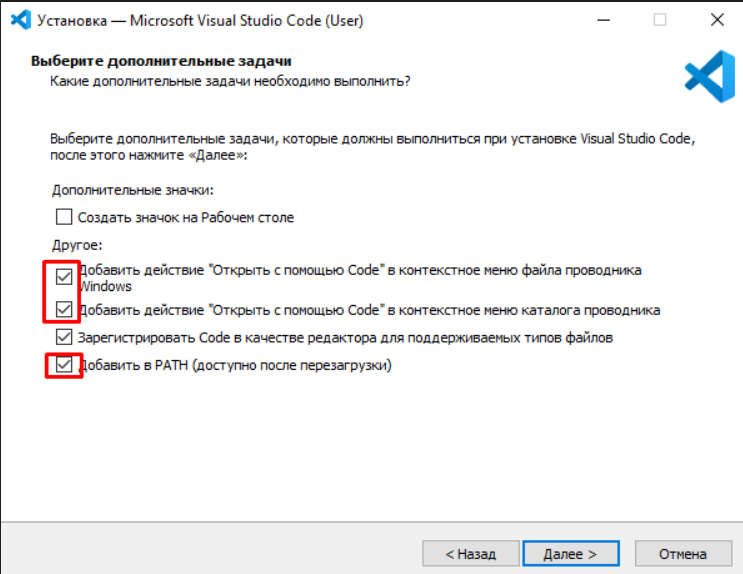 Установка — Microsoft Visual Studio Code (User)
Выберите дополнительные задачи
Какие дополнительные задачи необходимо выполнить?
Выберите дополнительные задачи, которые должны выполниться при установке Visual Studio Code,
после этого нажмите «Далее»:
Дополнительные значки:
Создать значок на Рабочем столе
Другое:
Добавить действие "Открыть с помощью Code" в контекстное меню файла проводника
Windows
Добавить действие "Открыть с помощью Code" в контекстное меню каталога проводника
Зарегистрировать Code в качестве редактора для поддерживаемых типов файлов
Добавить в PATH (доступно после перезагрузки)
< Назад
Далее >
Отмена